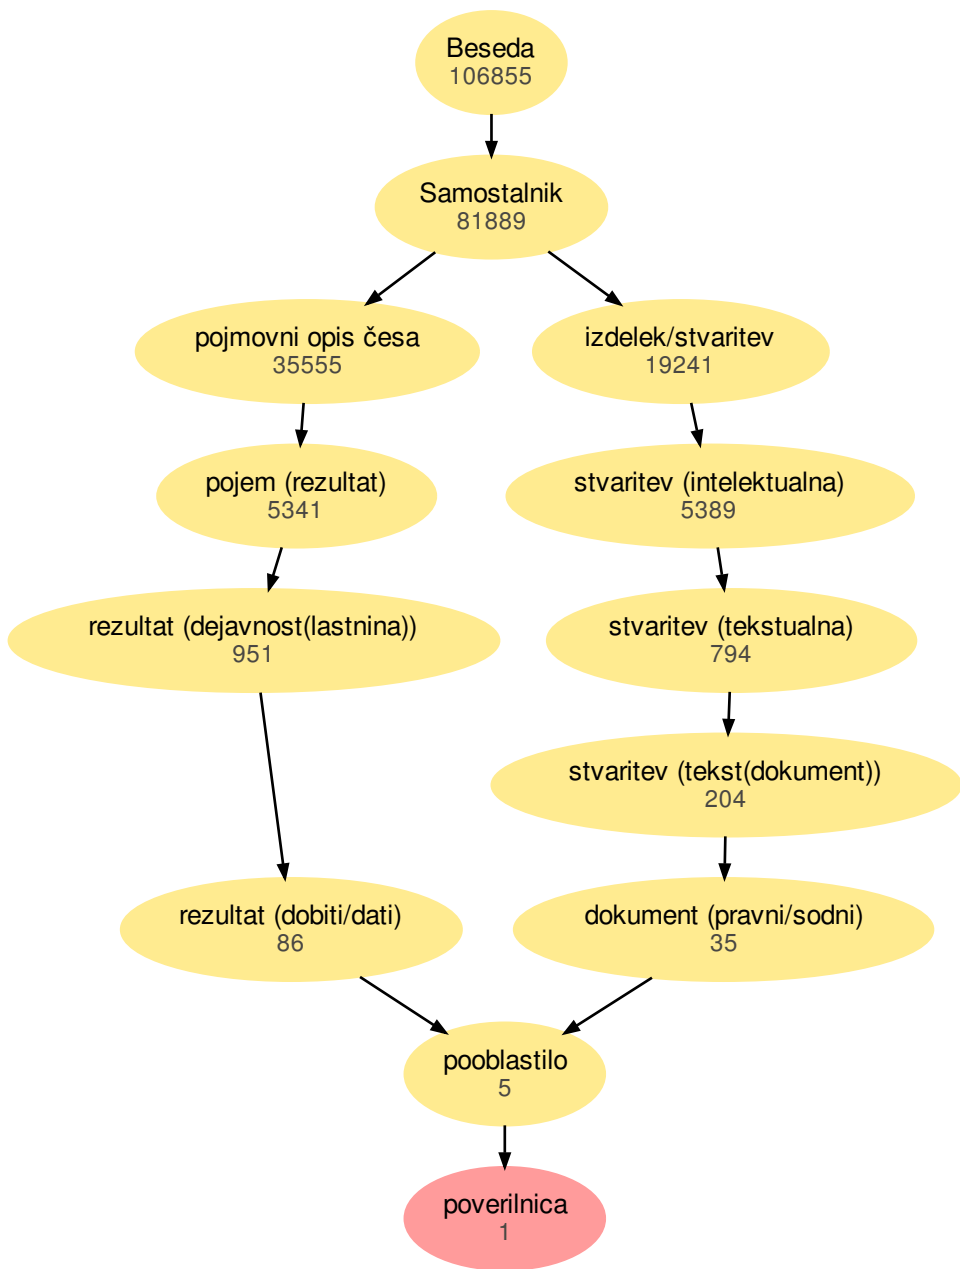 Beseda
106855
Samostalnik
81889
pojmovni opis česa
35555
izdelek/stvaritev
19241
pojem (rezultat)
5341
stvaritev (intelektualna)
5389
rezultat (dejavnost(lastnina))
951
stvaritev (tekstualna)
794
stvaritev (tekst(dokument))
204
rezultat (dobiti/dati)
86
dokument (pravni/sodni)
35
pooblastilo
5
poverilnica
1